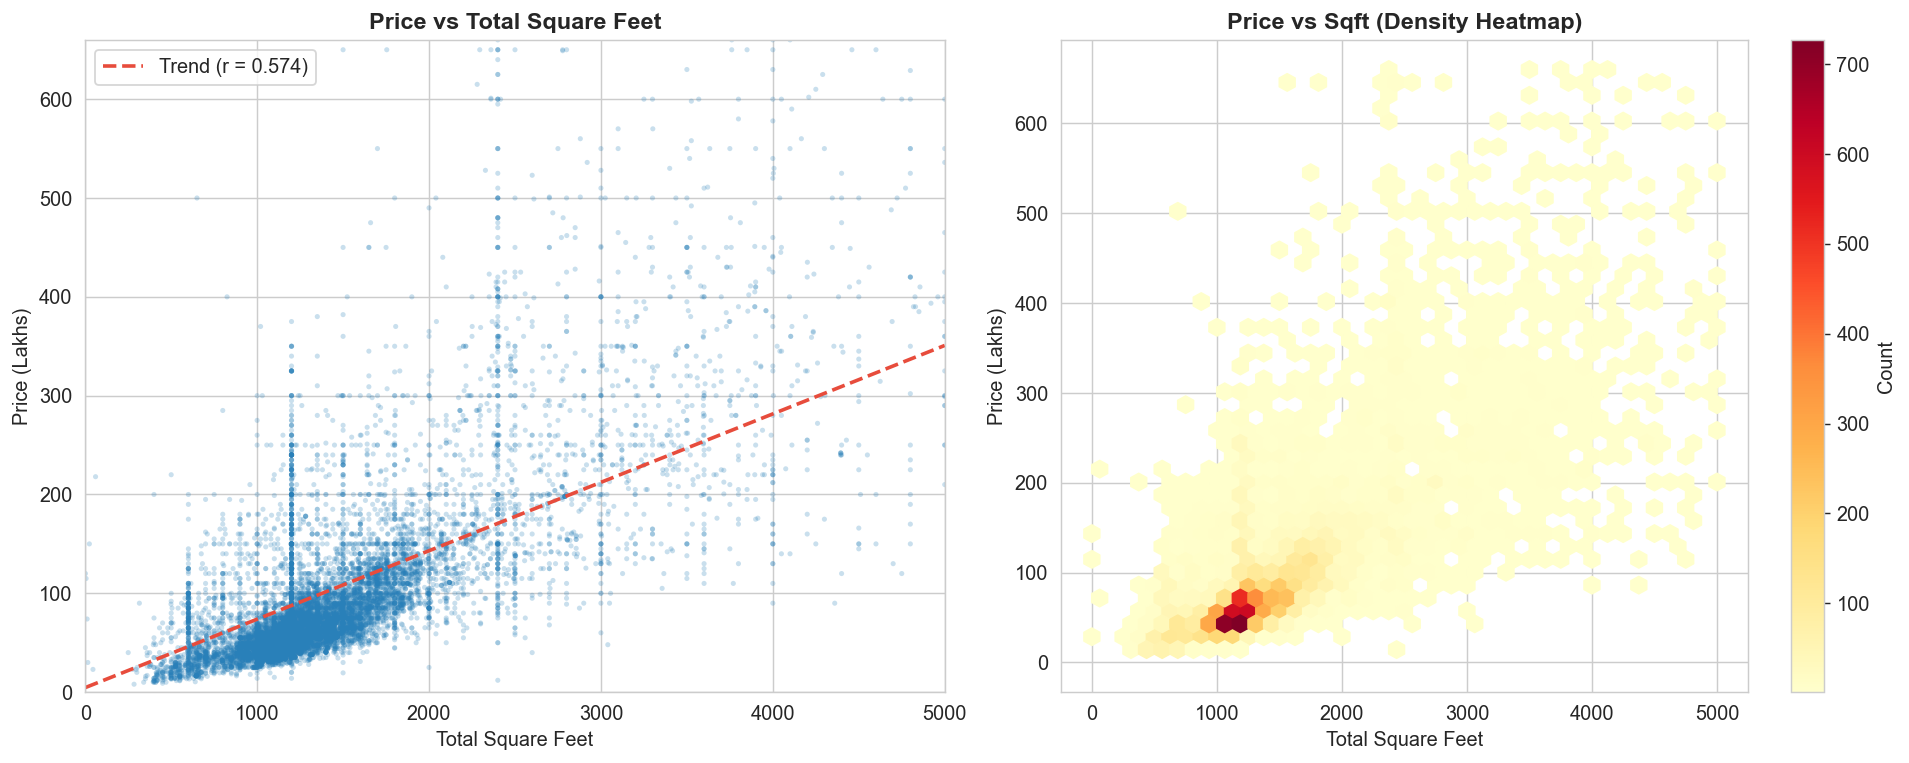 Price vs Total Square Feet
Trend (r = 0.574)
600
500
400
300
200
100
0
Price (Lakhs)
0 1000 2000 3000 4000 5000
Total Square Feet
Price vs Sqft (Density Heatmap)
600
500
400
300
200
100
0
Price (Lakhs)
0 1000 2000 3000 4000 5000
Total Square Feet
700
600
500
400
300
200
100
Count